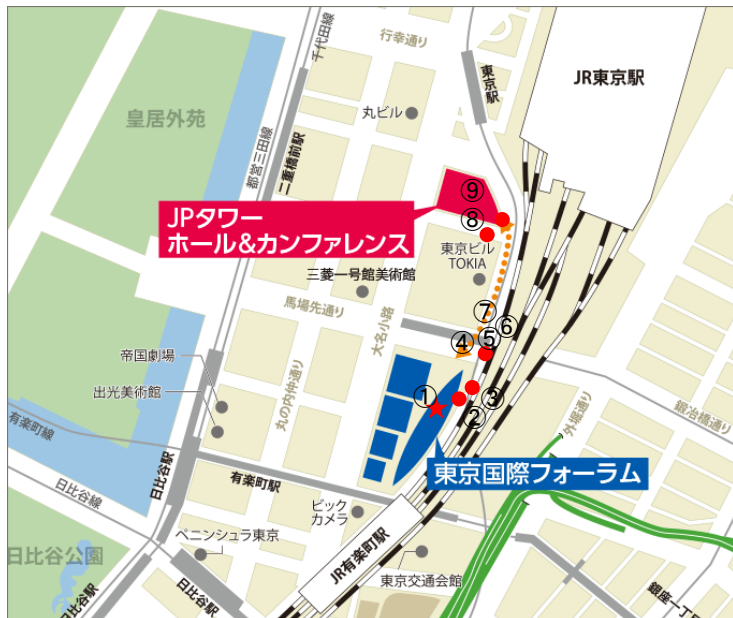 行幸通り
千代田線
東京駅
JR東京駅
丸ビル
皇居外苑
都営三田線
二重橋前駅
⑨
JPタワー
ホール&カンファレンス
⑧
東京ビル
TOKIA
三菱一号館美術館
馬場先通り
大名小路
⑦
⑥
⑤
④
帝国劇場
出光美術館
丸の内仲通り
①
③
②
外堀通り
鍛冶橋通り
有楽町線
日比谷線
日比谷駅
有楽町駅
東京国際フォーラム
ビック
カメラ
ペニンシュラ東京
JR有楽町駅
東京交通会館
日比谷公園
日比谷駅
日比谷駅
銀座一丁目